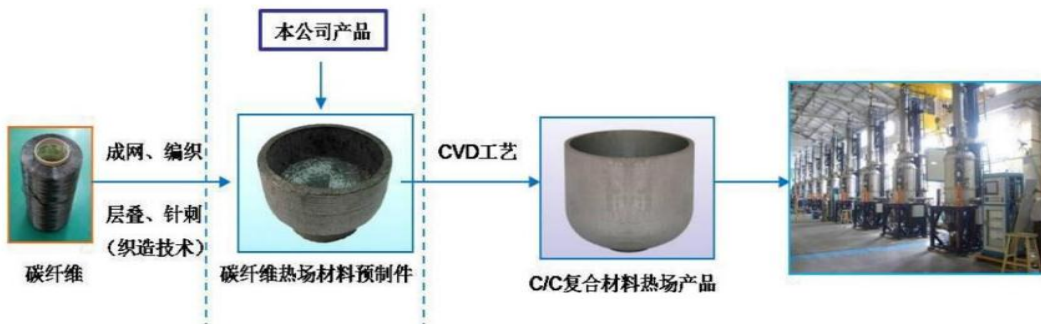 本公司产品
成网、编织
层叠、针刺
（织造技术）
碳纤维
碳纤维热场材料预制件
CVD工艺
C/C复合材料热场产品